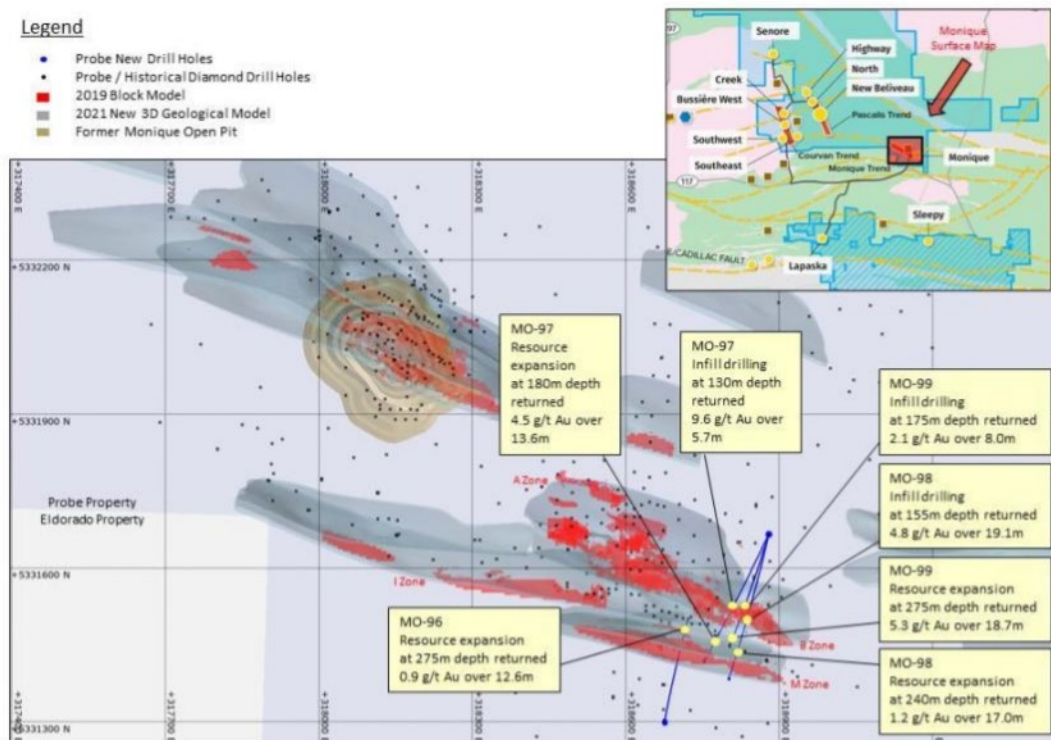 Legend
Probe New Drill Holes
Probe / Historical Diamond Drill Holes
2019 Block Model
2021 New 3D Geological Model
Former Monique Open Pit
Senore
Highway
North
New Beliveau
Creek
Bussière West
Pascalis Trend
Southwest
Southeast
Courvan Trend
Monique Trend
Monique
117
Sleepy
E/CADILLAC FAULT
Lapaska
Monique
Surface Map
+317400 E
+317700 E
+318000 E
+318300 E
+318600 E
+5332200 N
+5331900 N
+5331600 N
+5331300 N
MO-97
Resource
expansion
at 180m depth
returned
4.5 g/t Au over
13.6m
MO-97
Infill drilling
at 130m depth
returned
9.6 g/t Au over
5.7m
MO-99
Infill drilling
at 175m depth returned
2.1 g/t Au over 8.0m
MO-98
Infill drilling
at 155m depth returned
4.8 g/t Au over 19.1m
MO-99
Resource expansion
at 275m depth returned
5.3 g/t Au over 18.7m
MO-98
Resource expansion
at 240m depth returned
1.2 g/t Au over 17.0m
MO-96
Resource expansion
at 275m depth returned
0.9 g/t Au over 12.6m
Probe Property
Eldorado Property
A Zone
I Zone
B Zone
M Zone
+318000 E
+318300 E
+318600 E